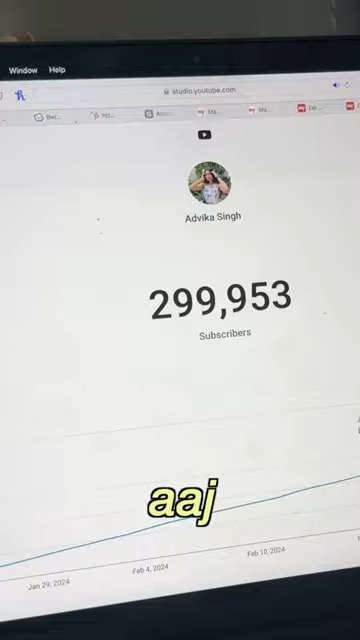 Window Help
studio.youtube.com
Advika Singh
299,953
Subscribers
aaj
Jan 29, 2024
Feb 4, 2024
Feb 10, 2024